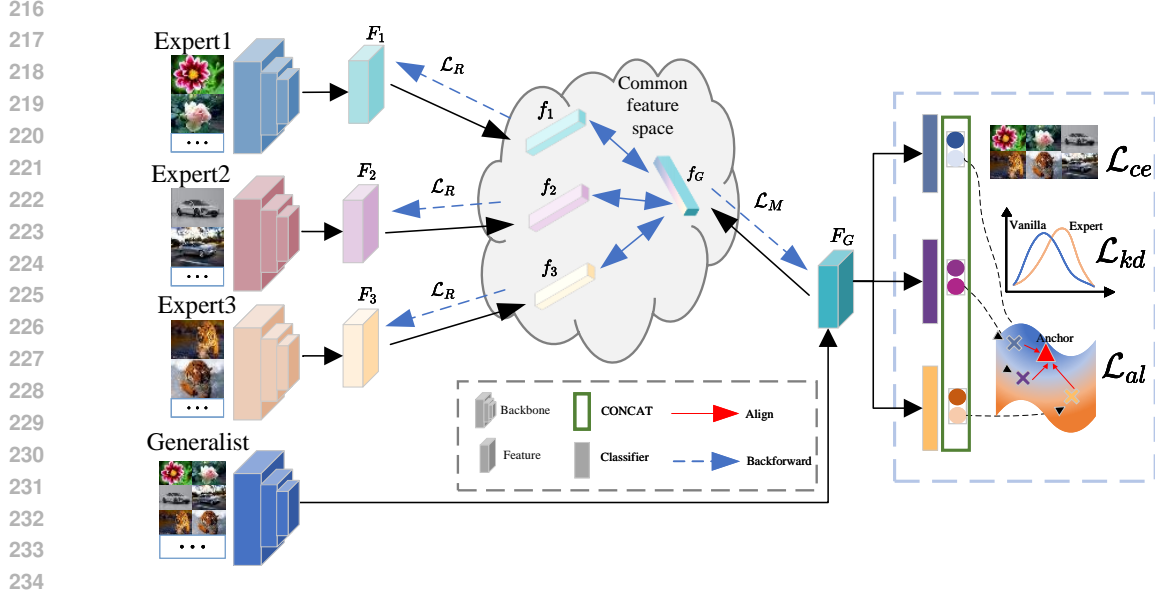 216
217
218
219
220
221
222
223
224
225
226
227
228
229
230
231
232
233
234
Expert1
F1
ℒR
Common
feature
space
f1
Expert2
F2
ℒR
f2
fG
ℒM
Expert3
F3
ℒR
f3
FG
Generalist
Backbone
CONCAT
Align
Feature
Classifier
Backforward
ℒce
Vanilla
Expert
ℒkd
Anchor
ℒal